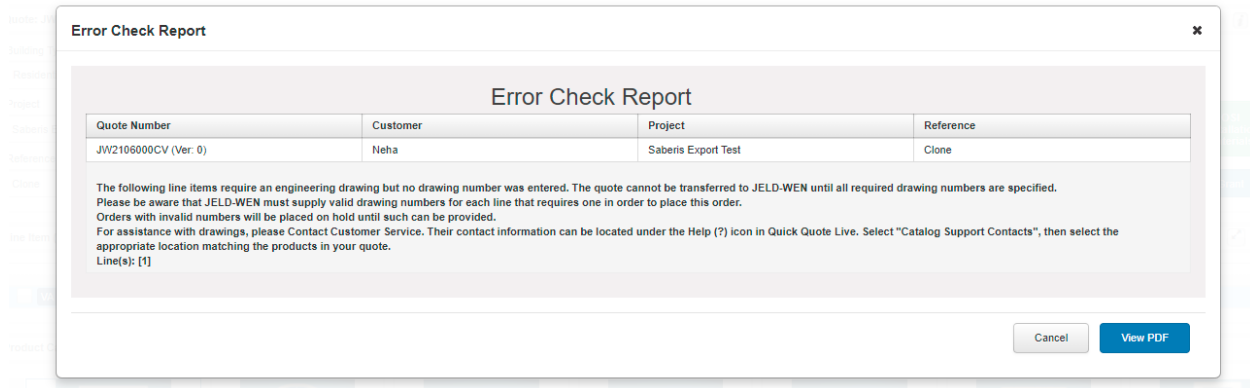 Error Check Report
Error Check Report
Quote Number Customer Project Reference
JW2106000CV (Ver: 0) Neha Saberis Export Test Clone
The following line items require an engineering drawing but no drawing number was entered. The quote cannot be transferred to JELD-WEN until all required drawing numbers are specified.
Please be aware that JELD-WEN must supply valid drawing numbers for each line that requires one in order to place this order.
Orders with invalid numbers will be placed on hold until such can be provided.
For assistance with drawings, please Contact Customer Service. Their contact information can be located under the Help (?) icon in Quick Quote Live. Select "Catalog Support Contacts", then select the
appropriate location matching the products in your quote.
Line(s): [1]
Cancel View PDF